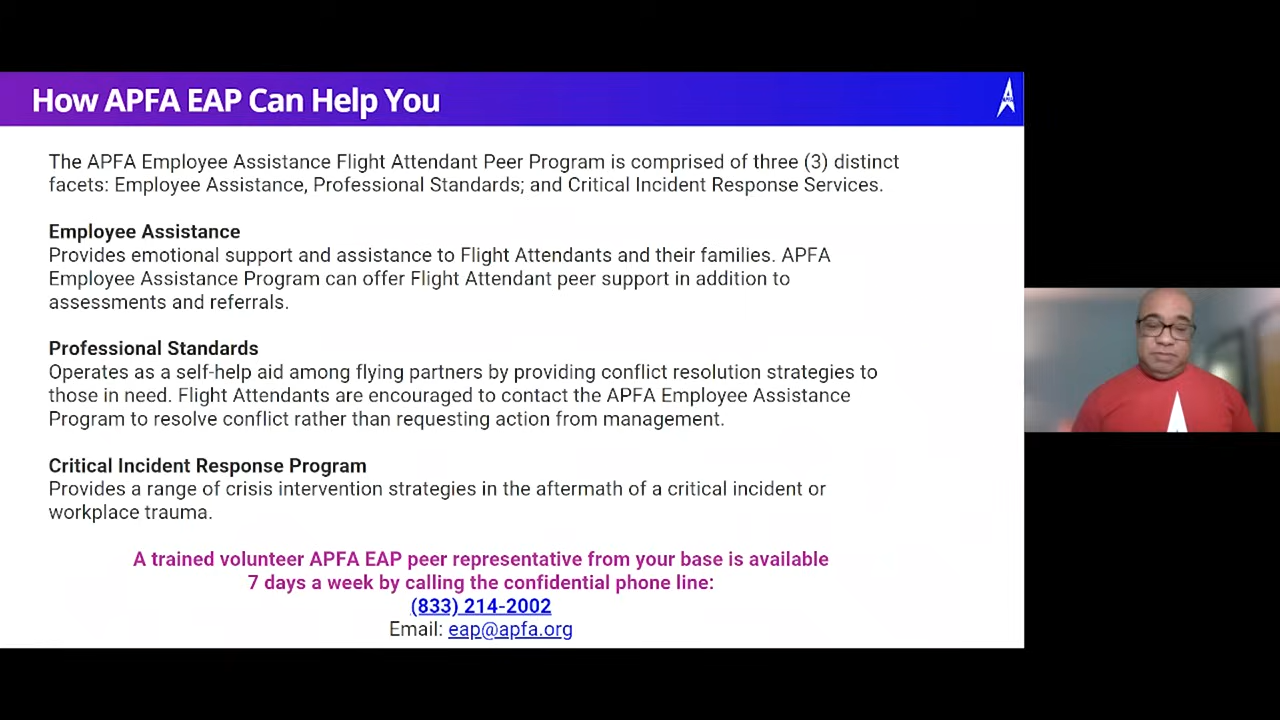 How APFA EAP Can Help You
The APFA Employee Assistance Flight Attendant Peer Program is comprised of three (3) distinct
facets: Employee Assistance, Professional Standards; and Critical Incident Response Services.
Employee Assistance
Provides emotional support and assistance to Flight Attendants and their families. APFA
Employee Assistance Program can offer Flight Attendant peer support in addition to
assessments and referrals.
Professional Standards
Operates as a self-help aid among flying partners by providing conflict resolution strategies to
those in need. Flight Attendants are encouraged to contact the APFA Employee Assistance
Program to resolve conflict rather than requesting action from management.
Critical Incident Response Program
Provides a range of crisis intervention strategies in the aftermath of a critical incident or
workplace trauma.
A trained volunteer APFA EAP peer representative from your base is available
7 days a week by calling the confidential phone line:
(833) 214-2002
Email: eap@apfa.org